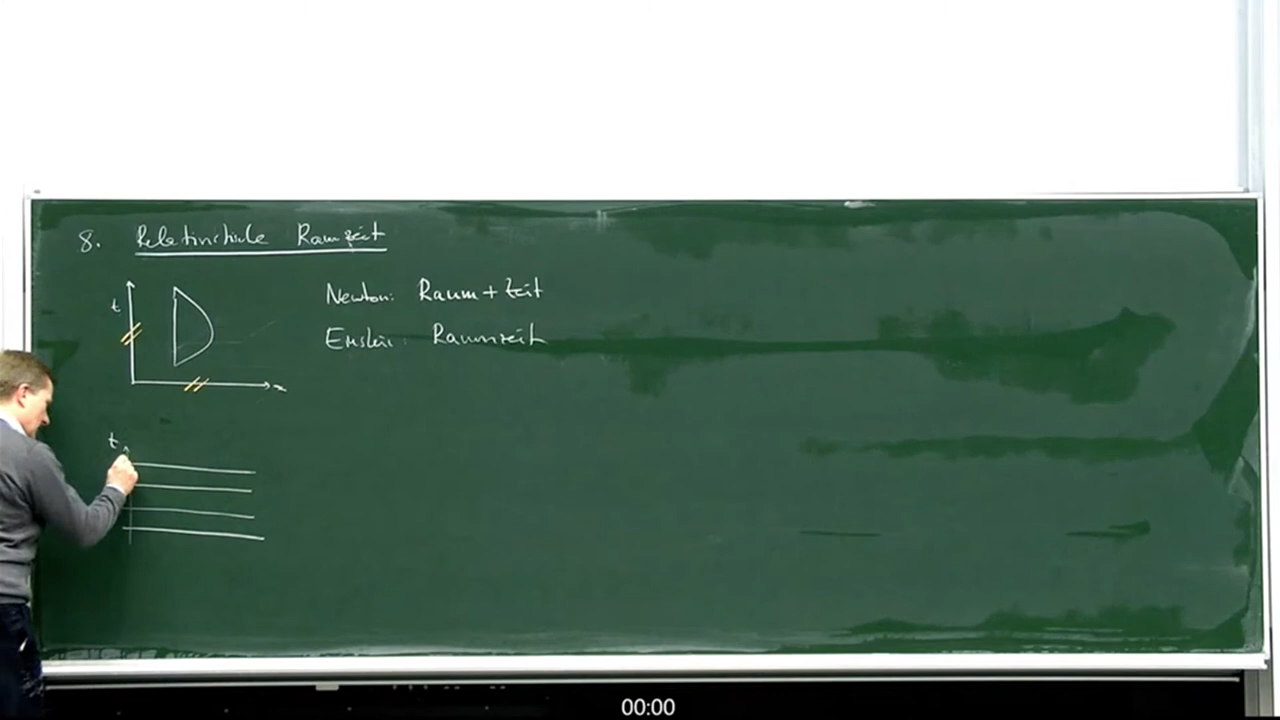 8. Relativistische Raumzeit
t
x
Newton: Raum + Zeit
Einstein: Raumzeit
t
00:00